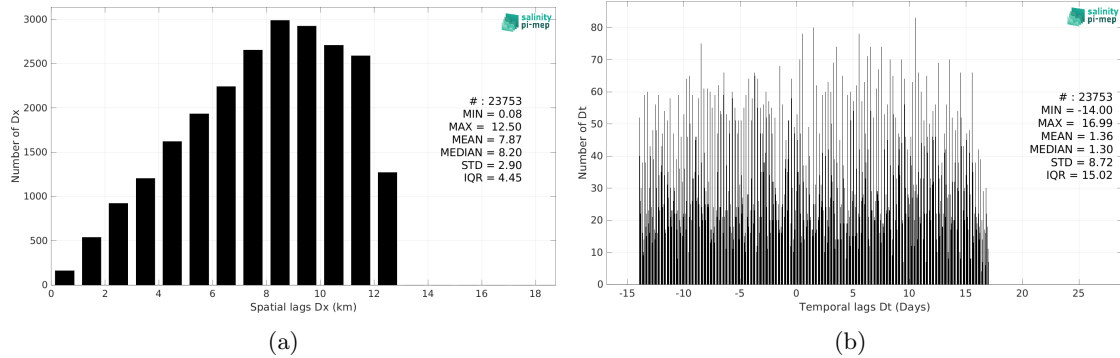 3000
2500
2000
1500
1000
500
0
Number of Dx
salinity
pi-mep
# : 23753
MIN = 0.08
MAX = 12.50
MEAN = 7.87
MEDIAN = 8.20
STD = 2.90
IQR = 4.45
0 2 4 6 8 10 12 14 16 18
Spatial lags Dx (km)
(a)
80
70
60
50
40
30
20
10
0
Number of Dt
salinity
pi-mep
# : 23753
MIN = -14.00
MAX = 16.99
MEAN = 1.36
MEDIAN = 1.30
STD = 8.72
IQR = 15.02
-15 -10 -5 0 5 10 15 20 25
Temporal lags Dt (Days)
(b)